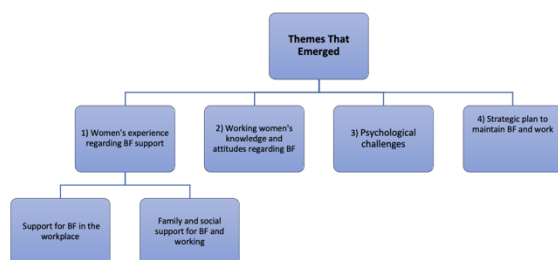 Themes That
Emerged
1) Women's experience
regarding BF support
2) Working women's
knowledge and
attitudes regarding BF
3) Psychological
challenges
4) Strategic plan to
maintain BF and work
Support for BF in the
workplace
Family and social
support for BF and
working